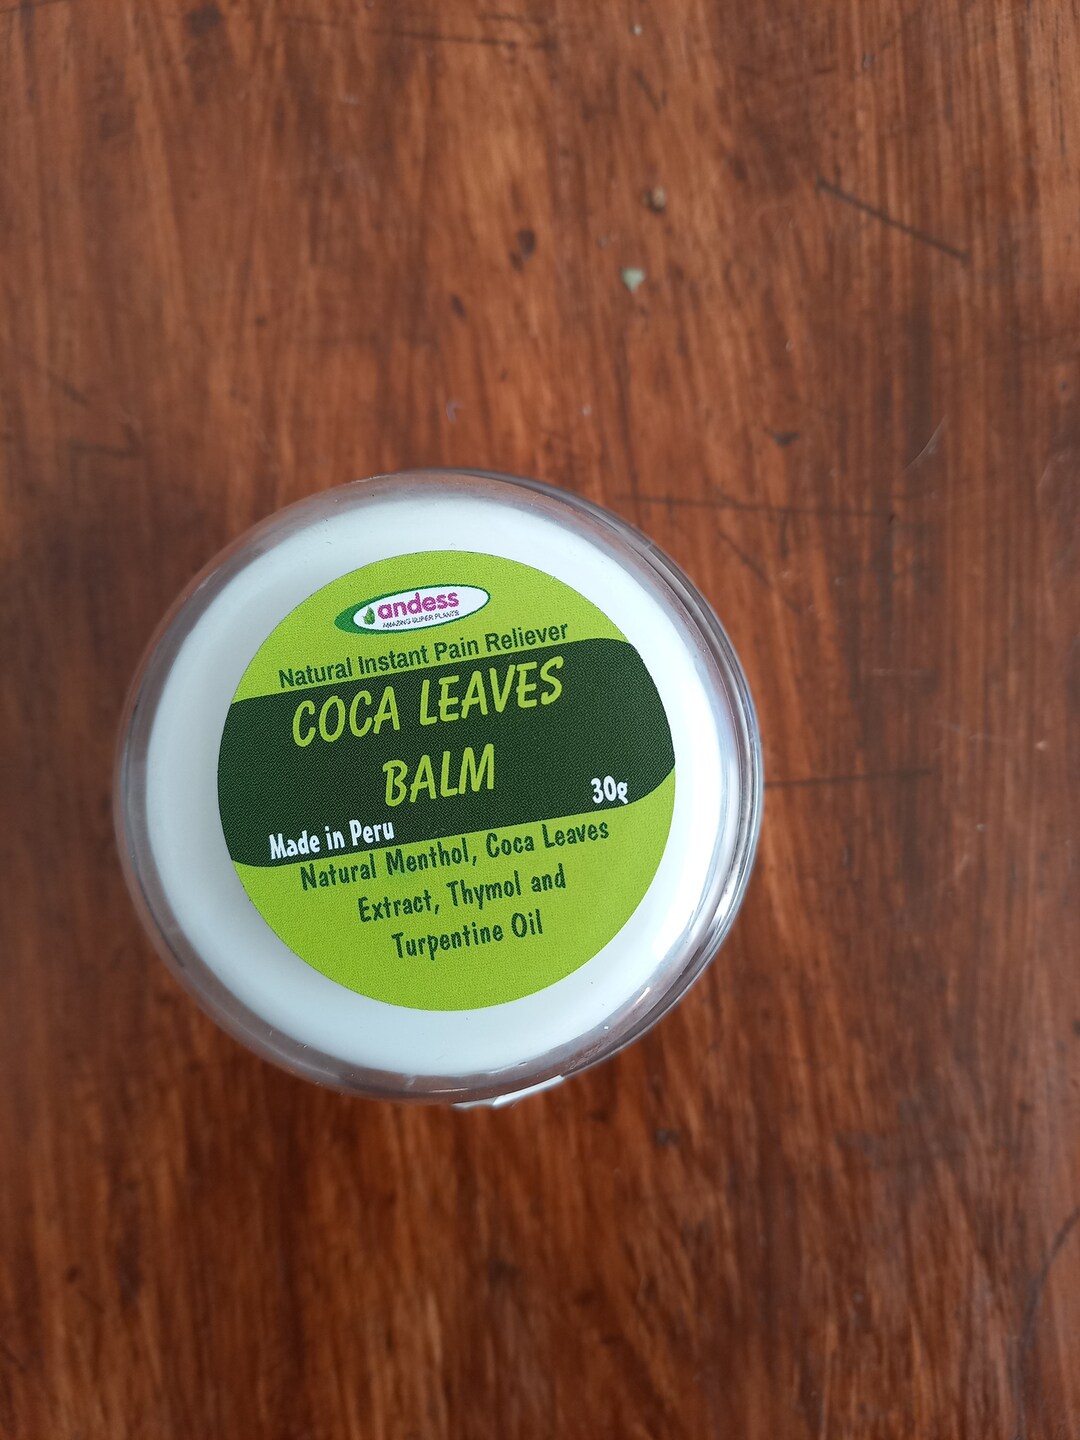 andess
AMAZING SUPER PLANTS
Natural Instant Pain Reliever
COCA LEAVES
BALM
30g
Made in Peru
Natural Menthol, Coca Leaves
Extract, Thymol and
Turpentine Oil